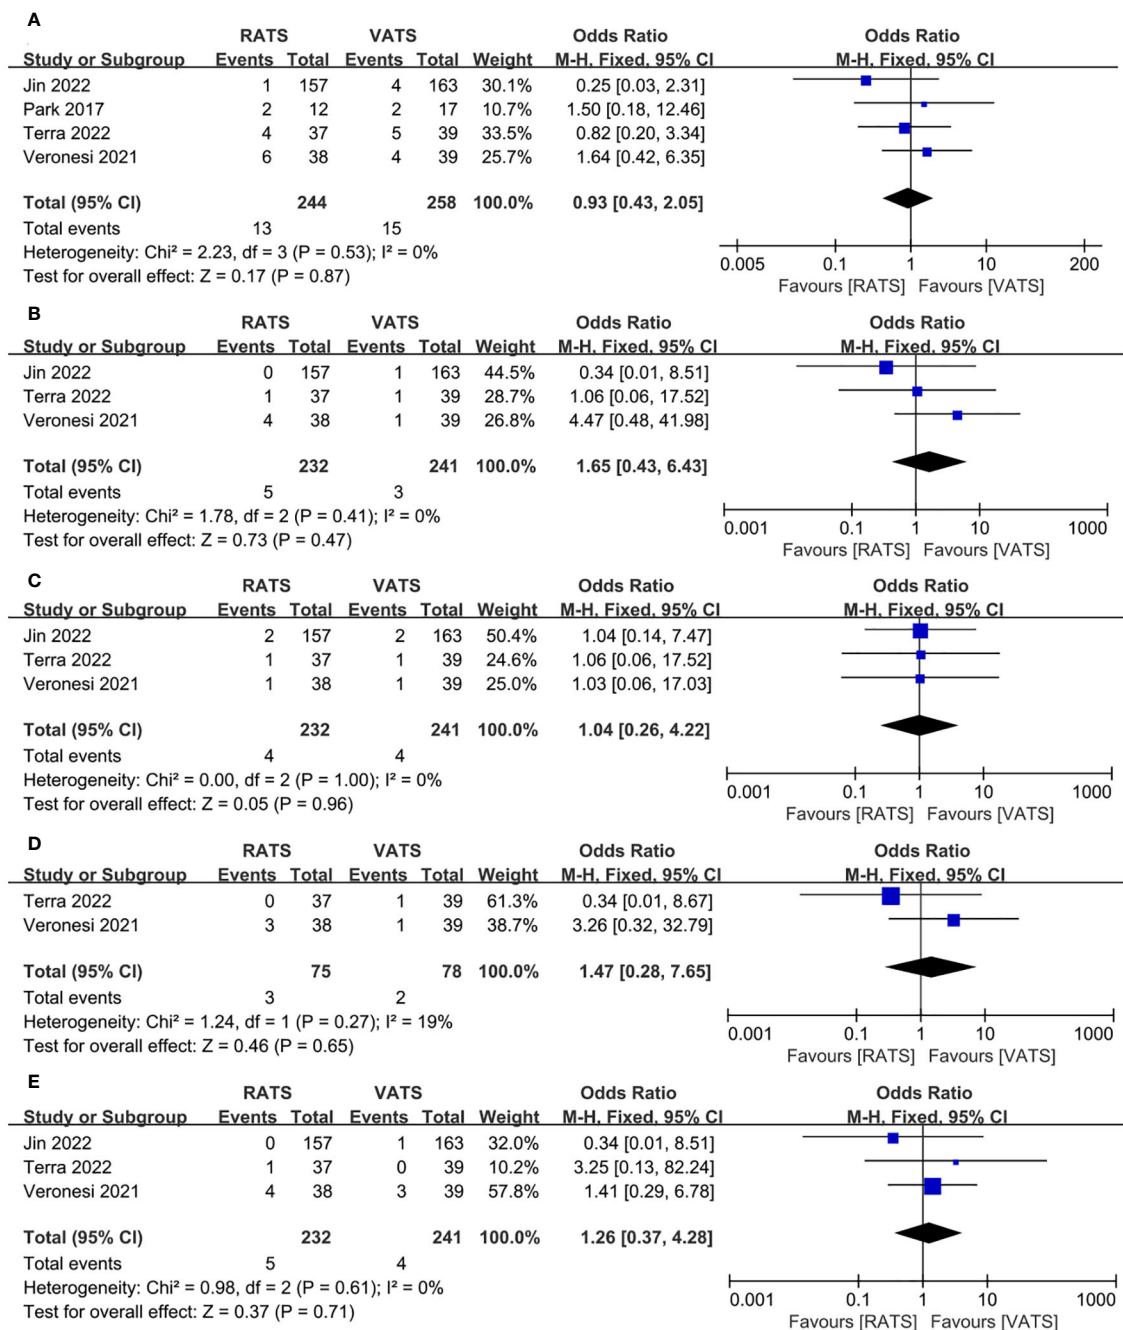 A
RATS VATS Odds Ratio Odds Ratio
Study or Subgroup Events Total Events Total Weight M-H, Fixed, 95% CI M-H, Fixed, 95% CI
Jin 2022 1 157 4 163 30.1% 0.25 [0.03, 2.31]
Park 2017 2 12 2 17 10.7% 1.50 [0.18, 12.46]
Terra 2022 4 37 5 39 33.5% 0.82 [0.20, 3.34]
Veronesi 2021 6 38 4 39 25.7% 1.64 [0.42, 6.35]
Total (95% CI) 244 258 100.0% 0.93 [0.43, 2.05]
Total events 13 15
Heterogeneity: Chi² = 2.23, df = 3 (P = 0.53); I² = 0%
Test for overall effect: Z = 0.17 (P = 0.87)
0.005 0.1 1 10 200
Favours [RATS] Favours [VATS]
B
RATS VATS Odds Ratio Odds Ratio
Study or Subgroup Events Total Events Total Weight M-H, Fixed, 95% CI M-H, Fixed, 95% CI
Jin 2022 0 157 1 163 44.5% 0.34 [0.01, 8.51]
Terra 2022 1 37 1 39 28.7% 1.06 [0.06, 17.52]
Veronesi 2021 4 38 1 39 26.8% 4.47 [0.48, 41.98]
Total (95% CI) 232 241 100.0% 1.65 [0.43, 6.43]
Total events 5 3
Heterogeneity: Chi² = 1.78, df = 2 (P = 0.41); I² = 0%
Test for overall effect: Z = 0.73 (P = 0.47)
0.001 0.1 1 10 1000
Favours [RATS] Favours [VATS]
C
RATS VATS Odds Ratio Odds Ratio
Study or Subgroup Events Total Events Total Weight M-H, Fixed, 95% CI M-H, Fixed, 95% CI
Jin 2022 2 157 2 163 50.4% 1.04 [0.14, 7.47]
Terra 2022 1 37 1 39 24.6% 1.06 [0.06, 17.52]
Veronesi 2021 1 38 1 39 25.0% 1.03 [0.06, 17.03]
Total (95% CI) 232 241 100.0% 1.04 [0.26, 4.22]
Total events 4 4
Heterogeneity: Chi² = 0.00, df = 2 (P = 1.00); I² = 0%
Test for overall effect: Z = 0.05 (P = 0.96)
0.001 0.1 1 10 1000
Favours [RATS] Favours [VATS]
D
RATS VATS Odds Ratio Odds Ratio
Study or Subgroup Events Total Events Total Weight M-H, Fixed, 95% CI M-H, Fixed, 95% CI
Terra 2022 0 37 1 39 61.3% 0.34 [0.01, 8.67]
Veronesi 2021 3 38 1 39 38.7% 3.26 [0.32, 32.79]
Total (95% CI) 75 78 100.0% 1.47 [0.28, 7.65]
Total events 3 2
Heterogeneity: Chi² = 1.24, df = 1 (P = 0.27); I² = 19%
Test for overall effect: Z = 0.46 (P = 0.65)
0.001 0.1 1 10 1000
Favours [RATS] Favours [VATS]
E
RATS VATS Odds Ratio Odds Ratio
Study or Subgroup Events Total Events Total Weight M-H, Fixed, 95% CI M-H, Fixed, 95% CI
Jin 2022 0 157 1 163 32.0% 0.34 [0.01, 8.51]
Terra 2022 1 37 0 39 10.2% 3.25 [0.13, 82.24]
Veronesi 2021 4 38 3 39 57.8% 1.41 [0.29, 6.78]
Total (95% CI) 232 241 100.0% 1.26 [0.37, 4.28]
Total events 5 4
Heterogeneity: Chi² = 0.98, df = 2 (P = 0.61); I² = 0%
Test for overall effect: Z = 0.37 (P = 0.71)
0.001 0.1 1 10 1000
Favours [RATS] Favours [VATS]